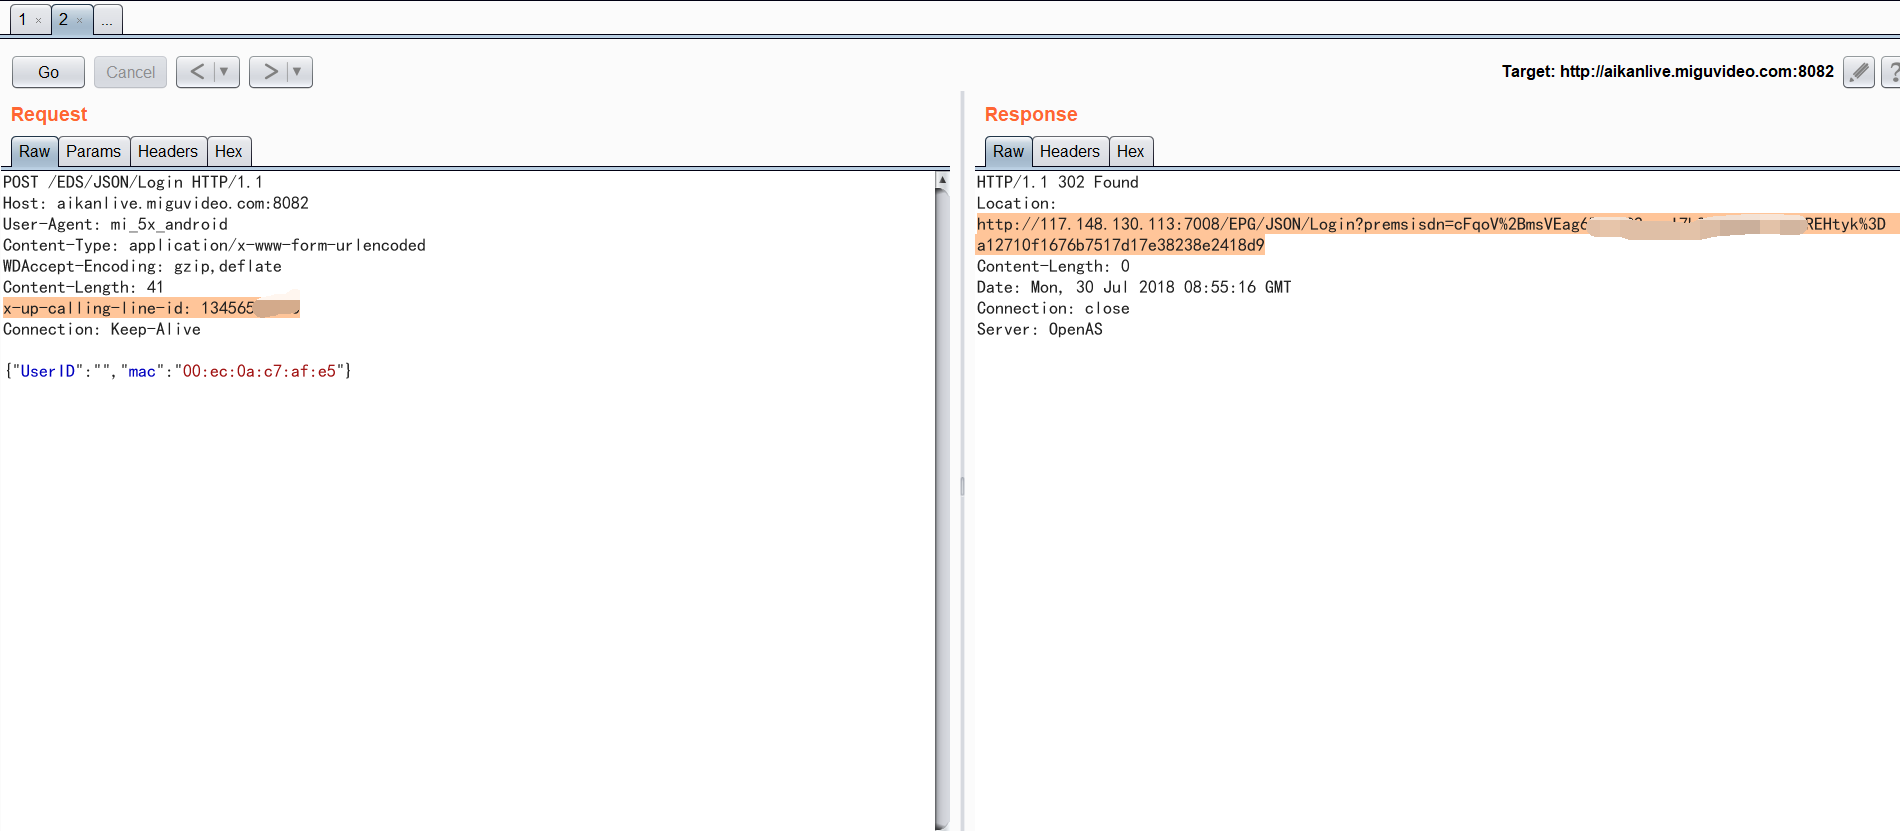 1 × 2 × ...
Go Cancel < ▼ > ▼
Target: http://aikanlive.miguvideo.com:8082
?
Request
Raw Params Headers Hex
POST /EDS/JSON/Login HTTP/1.1
Host: aikanlive.miguvideo.com:8082
User-Agent: mi_5x_android
Content-Type: application/x-www-form-urlencoded
WDAccept-Encoding: gzip,deflate
Content-Length: 41
x-up-calling-line-id: 134565
Connection: Keep-Alive
{"UserID":"","mac":"00:ec:0a:c7:af:e5"}
Response
Raw Headers Hex
HTTP/1.1 302 Found
Location:
http://117.148.130.113:7008/EPG/JSON/Login?premsisdn=cFqoV%2BmsVEag6 REHtyk%3D
a12710f1676b7517d17e38238e2418d9
Content-Length: 0
Date: Mon, 30 Jul 2018 08:55:16 GMT
Connection: close
Server: OpenAS